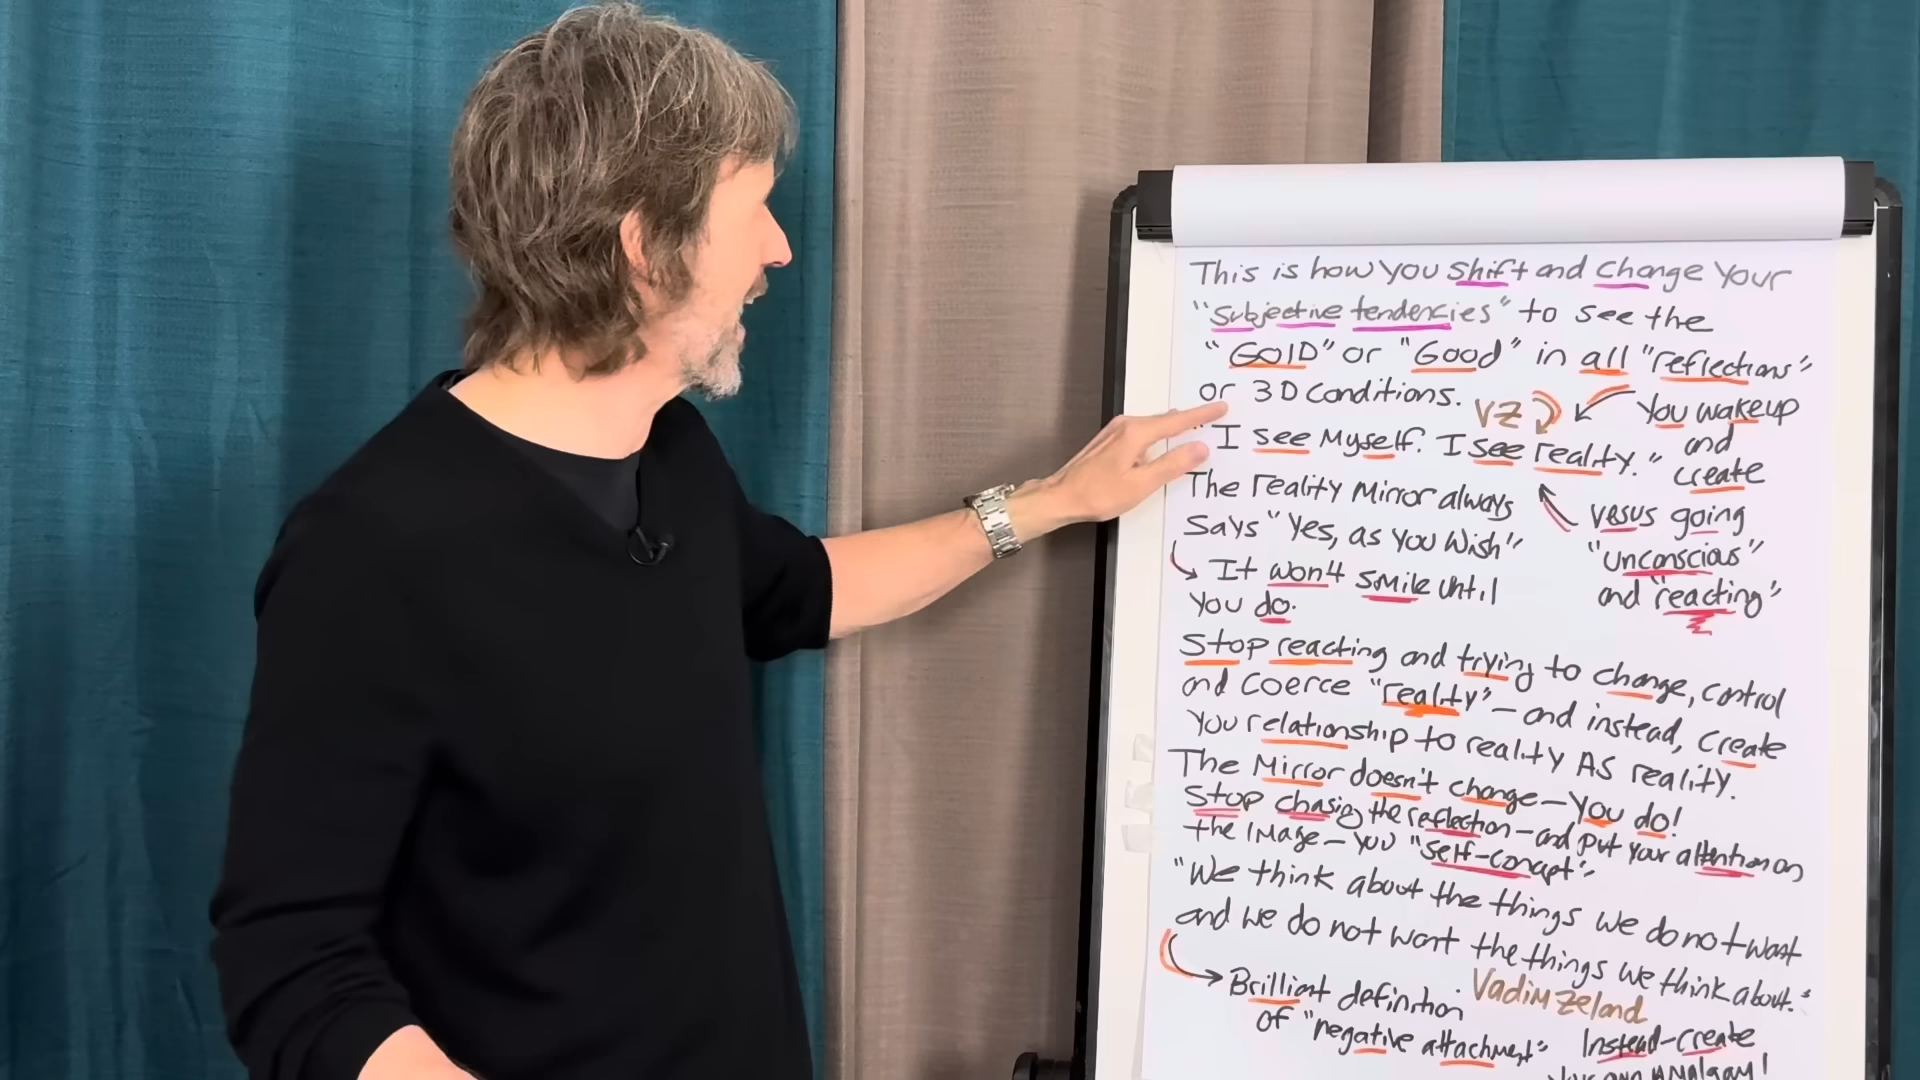 This is how you shift and change your
"subjective tendencies" to see the
"GOlD" or "Good" in all "reflections"
or 3D conditions.
VZ
You wakeup
and
create
"I see Myself. I see reality."
versus going
"unconscious"
and "reacting"
The reality Mirror always
Says "Yes, as you wish"
It won't smile until
you do.
Stop reacting and trying to change, control
and coerce "reality" – and instead, create
you relationship to reality AS reality.
The Mirror doesn't change – You do!
Stop chasing the reflection – and put your attention on
the image – you "self-concept"
"We think about the things we do not want
and we do not want the things we think about."
Vadim Zeland
Brilliant definition
of "negative attachment"
Instead-create
your own Amalgam!